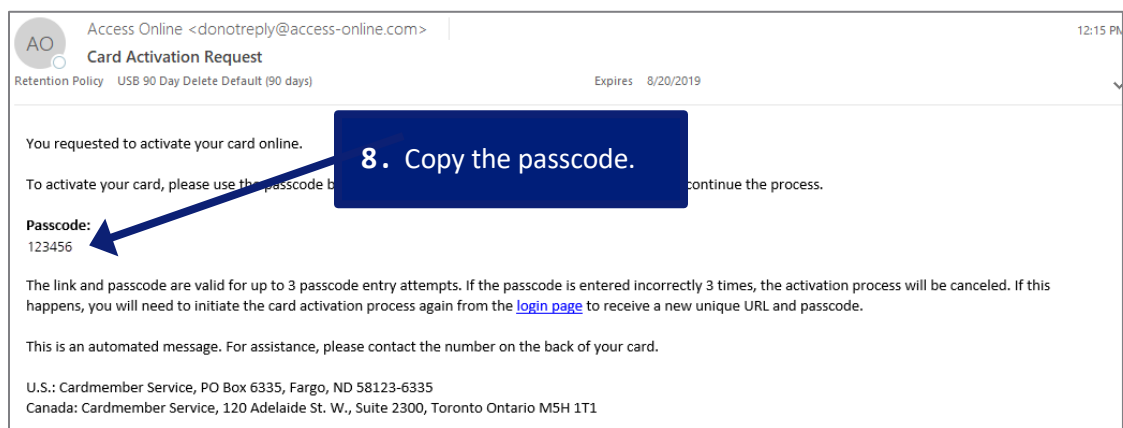 AO
Access Online <donotreply@access-online.com>
12:15 PM
Card Activation Request
Retention Policy USB 90 Day Delete Default (90 days)
Expires 8/20/2019
You requested to activate your card online.
8. Copy the passcode.
To activate your card, please use the passcode b
continue the process.
Passcode:
123456
The link and passcode are valid for up to 3 passcode entry attempts. If the passcode is entered incorrectly 3 times, the activation process will be canceled. If this
happens, you will need to initiate the card activation process again from the login page to receive a new unique URL and passcode.
This is an automated message. For assistance, please contact the number on the back of your card.
U.S.: Cardmember Service, PO Box 6335, Fargo, ND 58123-6335
Canada: Cardmember Service, 120 Adelaide St. W., Suite 2300, Toronto Ontario M5H 1T1